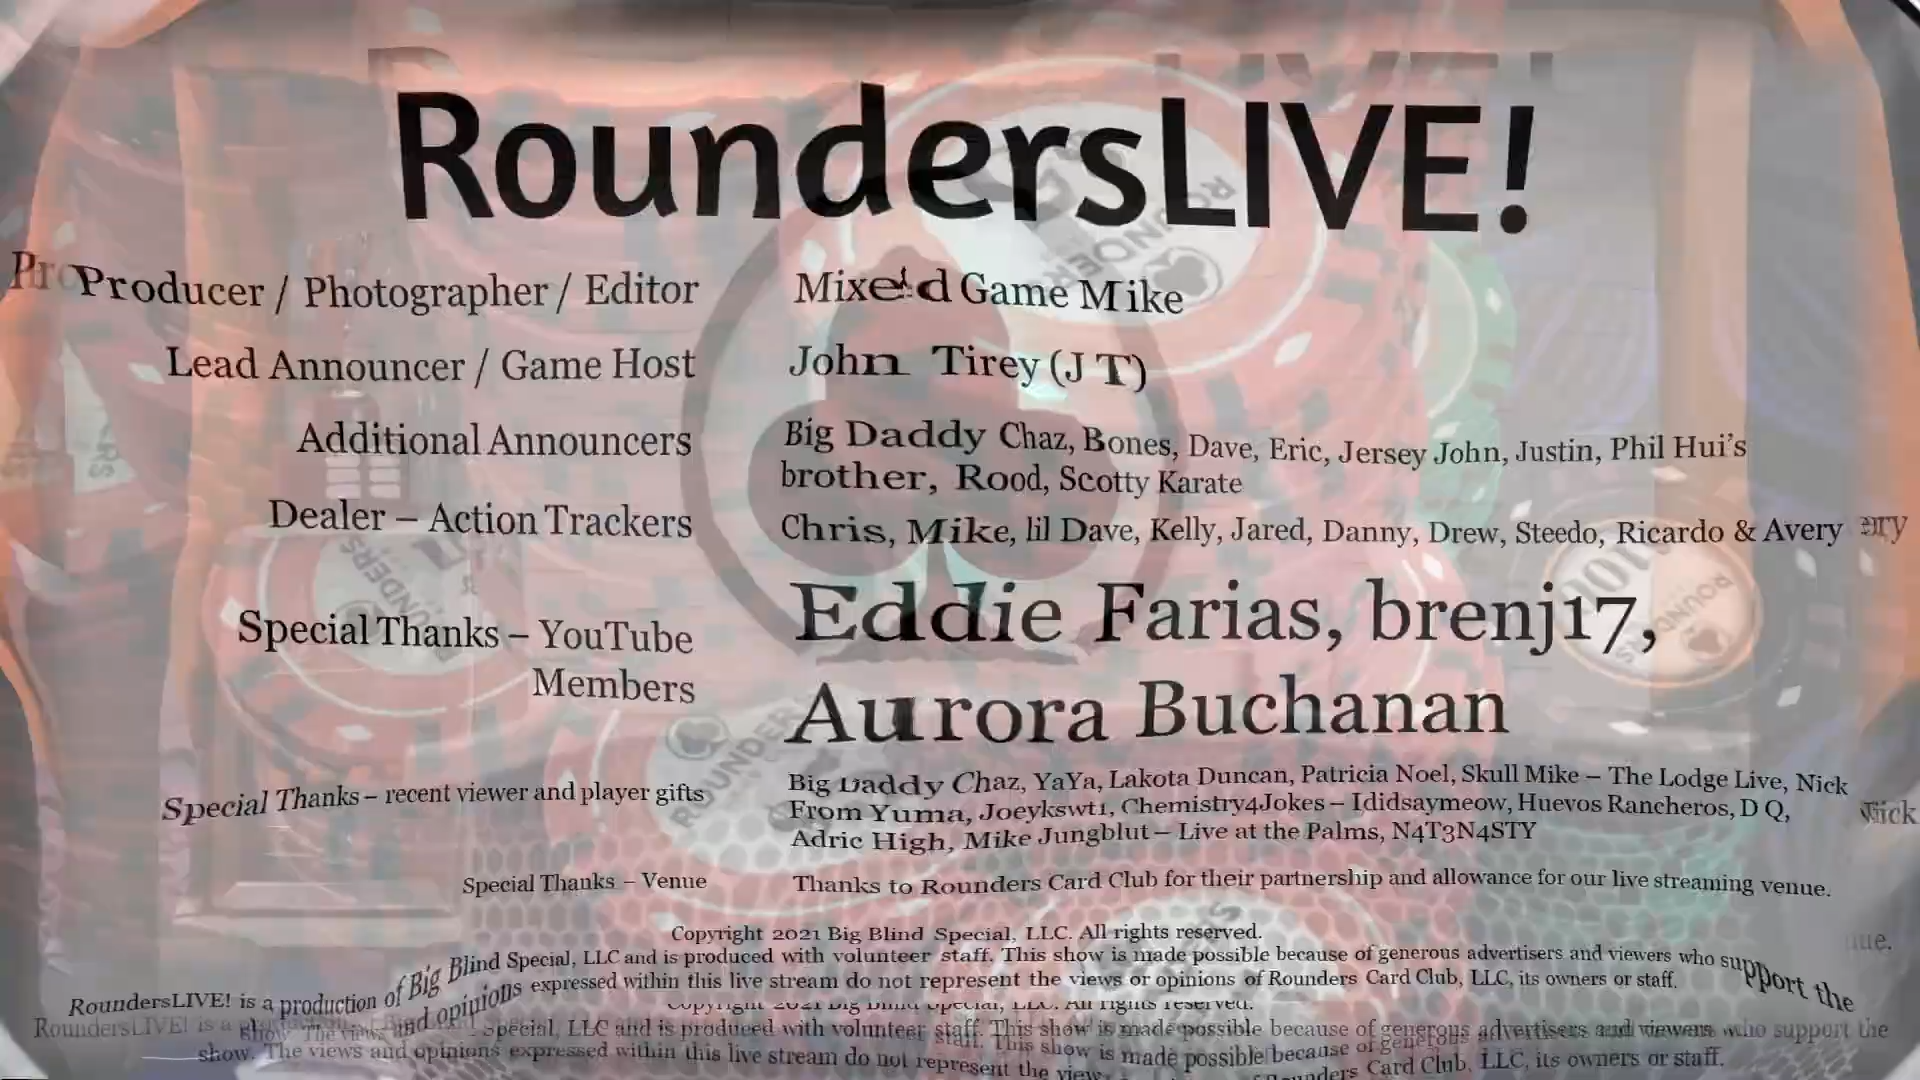 RoundersLIVE!
Producer / Photographer / Editor Mixed Game Mike
Lead Announcer / Game Host John Tirey (JT)
Additional Announcers Big Daddy Chaz, Bones, Dave, Eric, Jersey John, Justin, Phil Hui's
brother, Rood, Scotty Karate
Dealer – Action Trackers Chris, Mike, lil Dave, Kelly, Jared, Danny, Drew, Steedo, Ricardo & Avery
Special Thanks – YouTube
Members
Eddie Farias, brenj17,
Aurora Buchanan
Special Thanks – recent viewer and player gifts
Big Daddy Chaz, YaYa, Lakota Duncan, Patricia Noel, Skull Mike – The Lodge Live, Nick
From Yuma, Joeykswt1, Chemistry4Jokes – Ididsaymeow, Huevos Rancheros, D Q,
Adric High, Mike Jungblut – Live at the Palms, N4T3N4STY
Special Thanks – Venue Thanks to Rounders Card Club for their partnership and allowance for our live streaming venue.
Copyright 2021 Big Blind Special, LLC. All rights reserved.
RoundersLIVE! is a production of Big Blind Special, LLC and is produced with volunteer staff. This show is made possible because of generous advertisers and viewers who support the
show. The views and opinions expressed within this live stream do not represent the views or opinions of Rounders Card Club, LLC, its owners or staff.